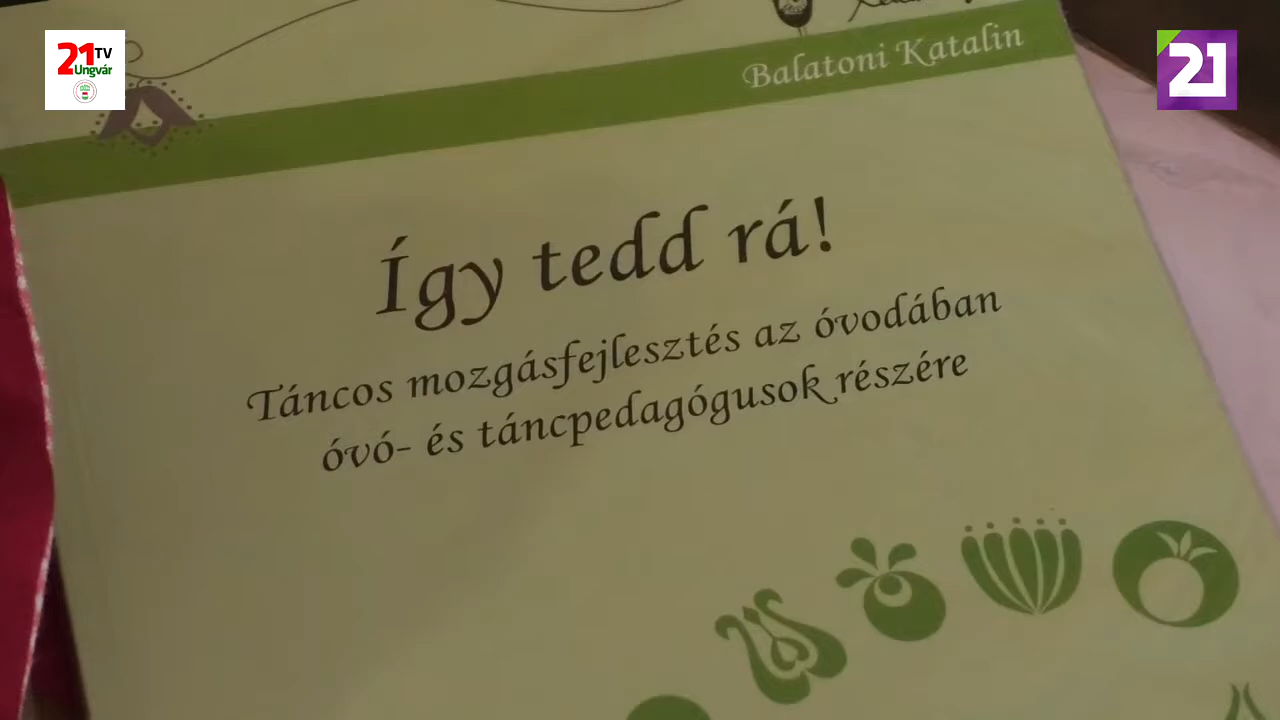 21 TV
Ungvár
21
Balatoni Katalin
Így tedd rá!
Táncos mozgásfejlesztés az óvodában
óvó- és táncpedagógusok részére